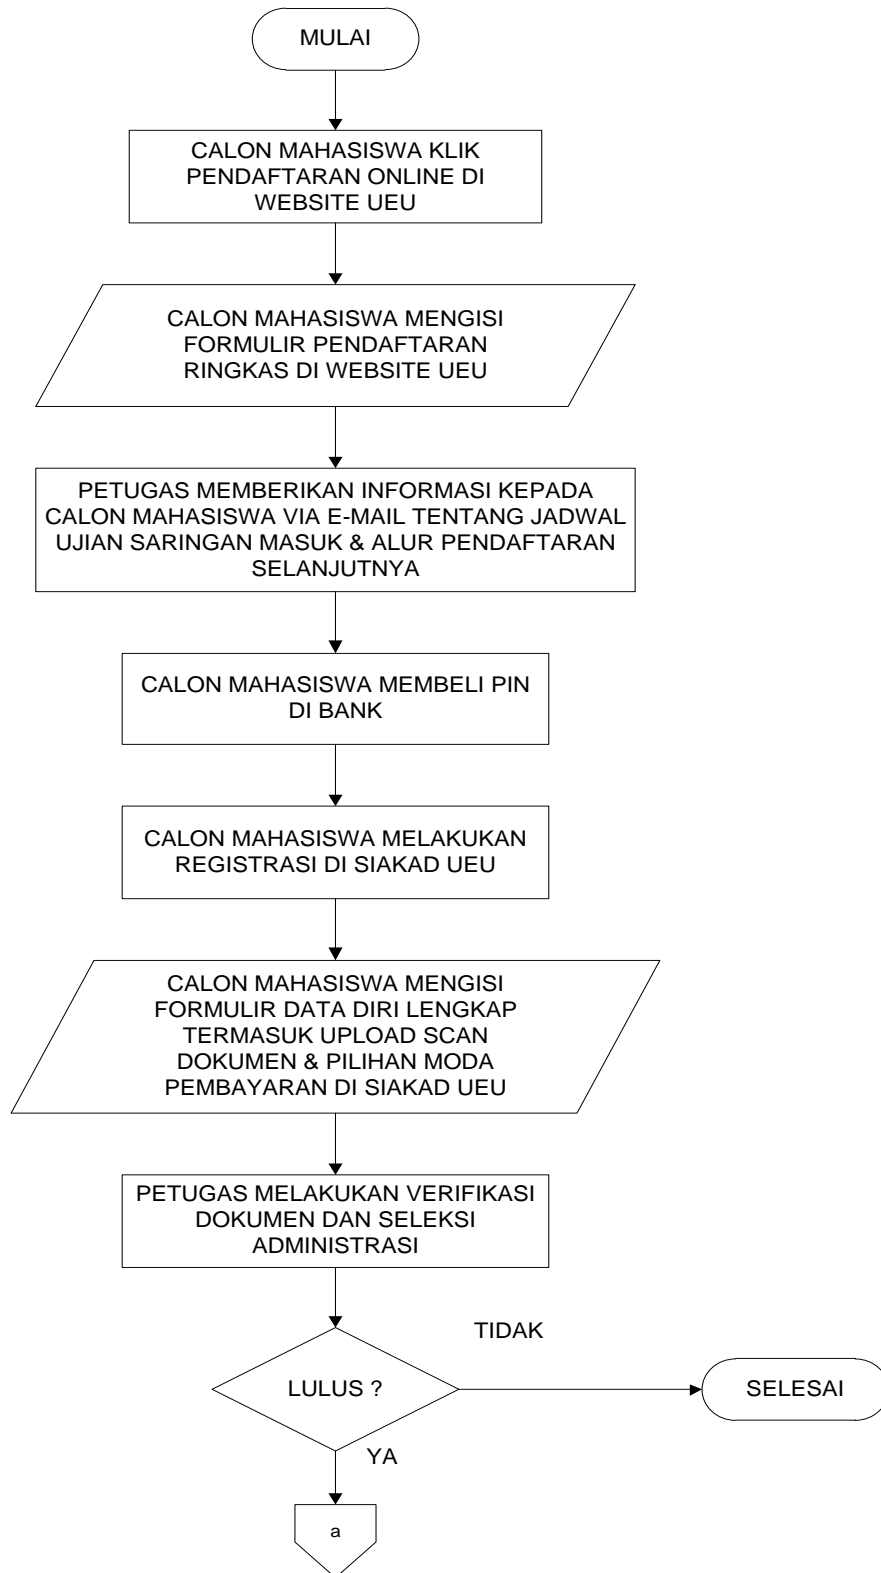 MULAI
CALON MAHASISWA KLIK
PENDAFTARAN ONLINE DI
WEBSITE UEU
CALON MAHASISWA MENGISI
FORMULIR PENDAFTARAN
RINGKAS DI WEBSITE UEU
PETUGAS MEMBERIKAN INFORMASI KEPADA
CALON MAHASISWA VIA E-MAIL TENTANG JADWAL
UJIAN SARINGAN MASUK & ALUR PENDAFTARAN
SELANJUTNYA
CALON MAHASISWA MEMBELI PIN
DI BANK
CALON MAHASISWA MELAKUKAN
REGISTRASI DI SIAKAD UEU
CALON MAHASISWA MENGISI
FORMULIR DATA DIRI LENGKAP
TERMASUK UPLOAD SCAN
DOKUMEN & PILIHAN MODA
PEMBAYARAN DI SIAKAD UEU
PETUGAS MELAKUKAN VERIFIKASI
DOKUMEN DAN SELEKSI
ADMINISTRASI
TIDAK
LULUS ?
SELESAI
YA
a